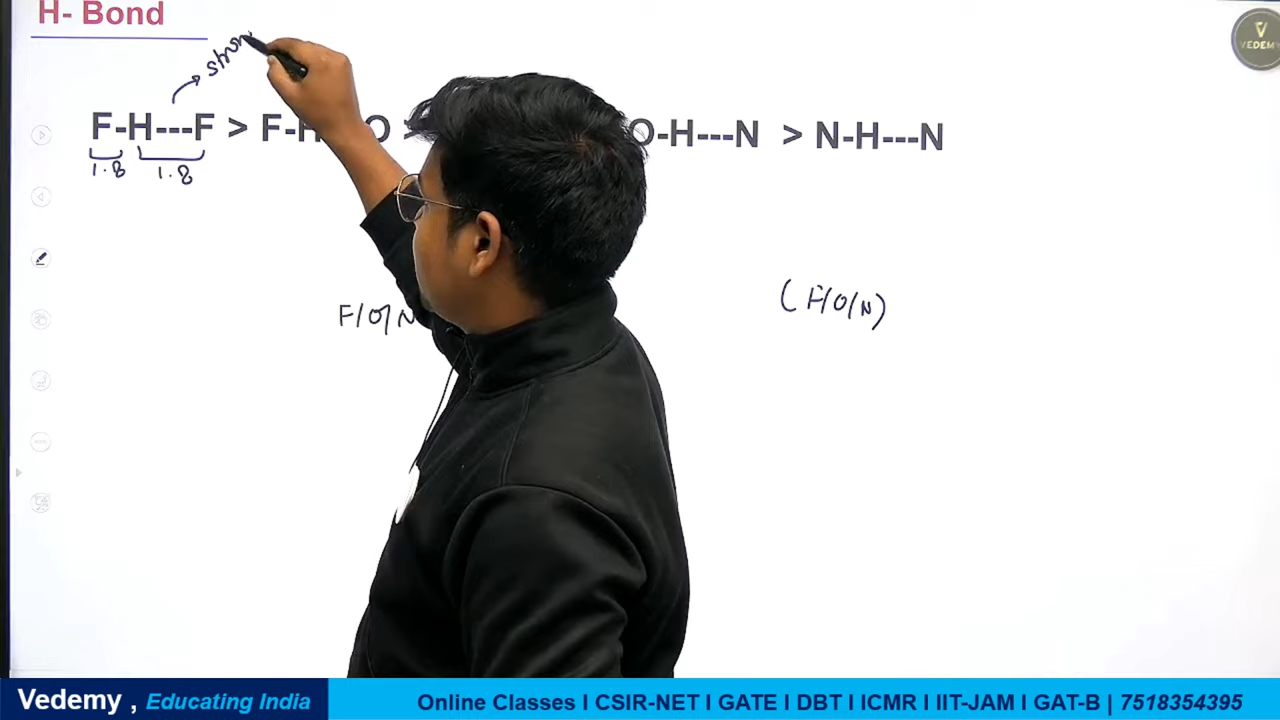 H- Bond
stron
F-H---F > F-H O > O-H---N > N-H---N
1.8 1.8
F/O/N (F/O/N)
VEDEMY
Vedemy , Educating India
Online Classes I CSIR-NET I GATE I DBT I ICMR I IIT-JAM I GAT-B | 7518354395